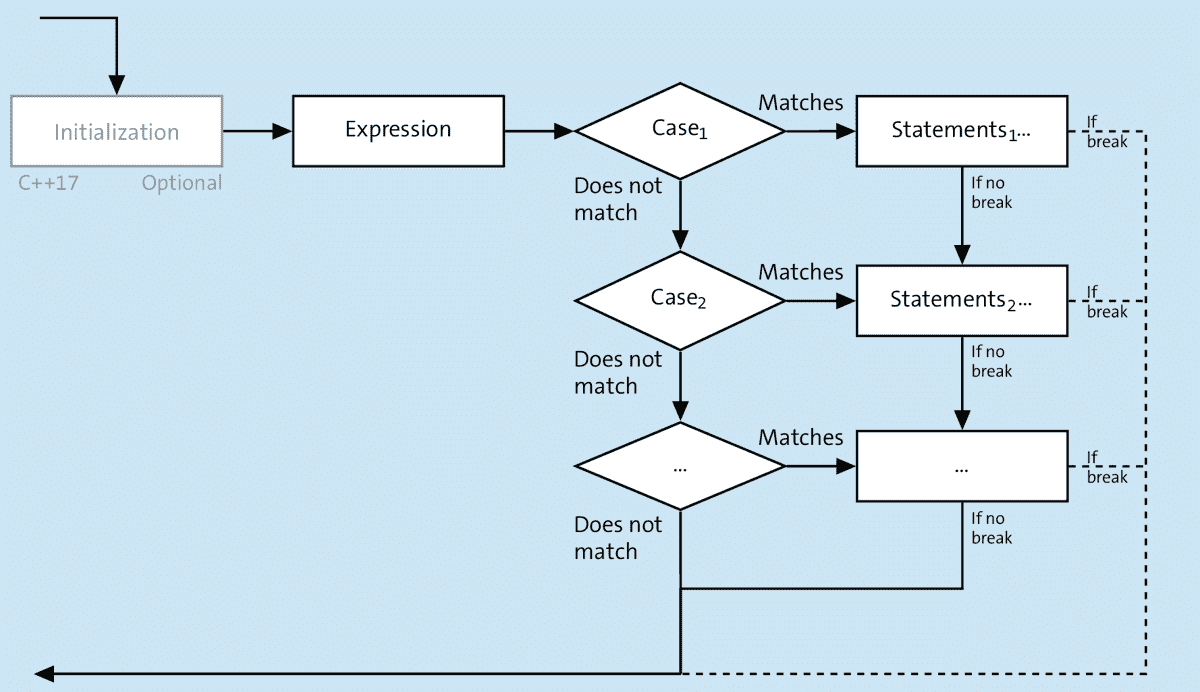 Initialization
C++17
Optional
Expression
Case₁
Matches
Statements₁...
If
break
Does not
match
If no
break
Case₂
Matches
Statements₂...
If
break
Does not
match
If no
break
...
Matches
...
If
break
Does not
match
If no
break